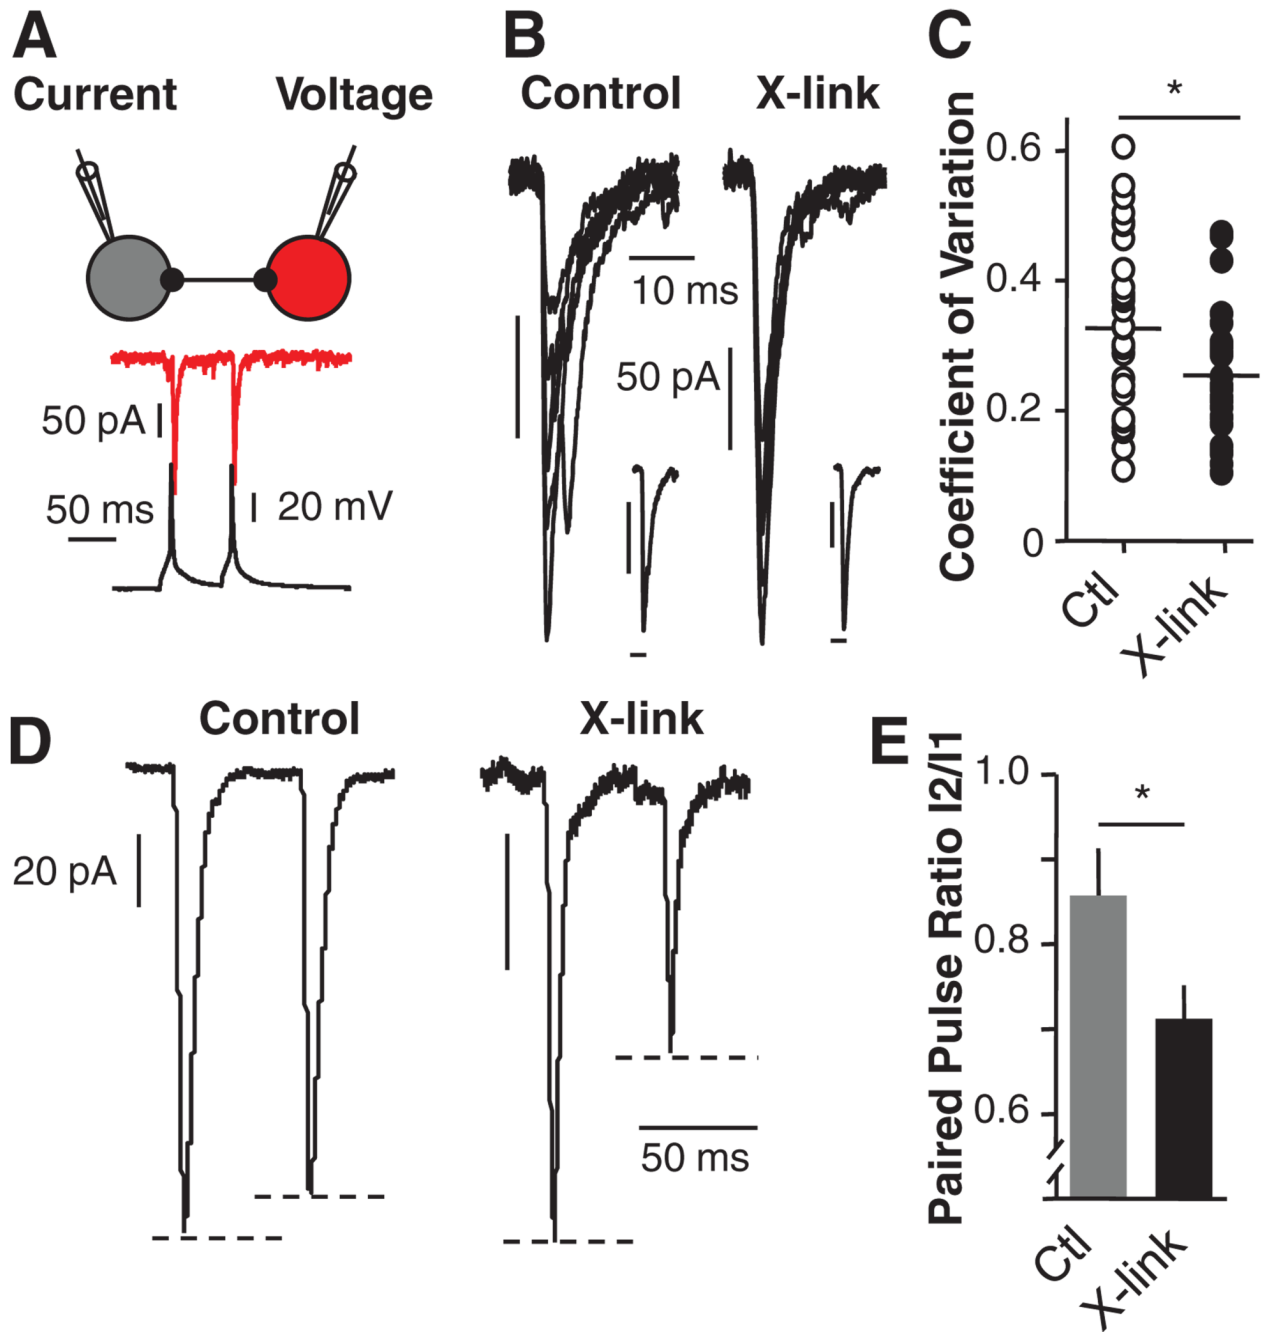 A
Current
Voltage
50 pA
50 ms
20 mV
B
Control
X-link
10 ms
50 pA
C
*
Coefficient of Variation
0.6
0.4
0.2
0
Ctl
X-link
D
Control
X-link
20 pA
50 ms
E
*
Paired Pulse Ratio I2/I1
1.0
0.8
0.6
Ctl
X-link